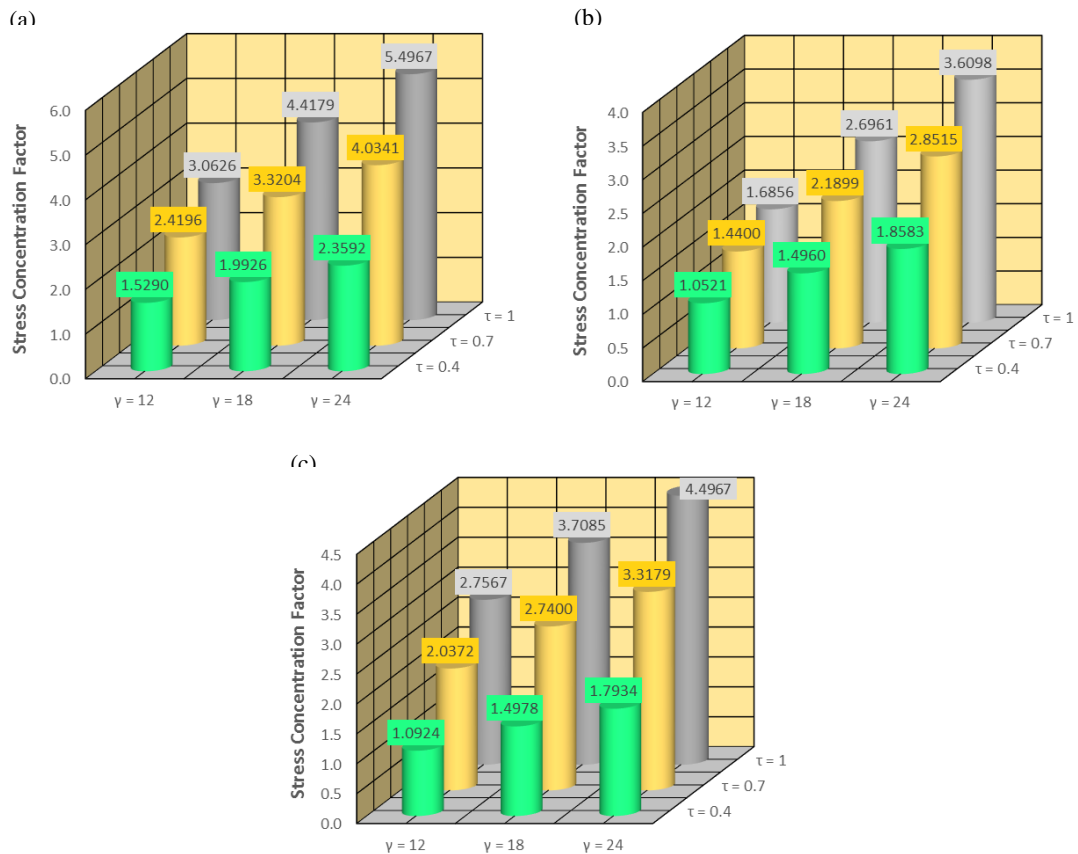 (a)
Stress Concentration Factor
6.0
5.0
4.0
3.0
2.0
1.0
0.0
5.4967
4.4179
3.0626
4.0341
3.3204
2.4196
2.3592
1.9926
1.5290
τ = 1
τ = 0.7
τ = 0.4
γ = 12
γ = 18
γ = 24
(b)
Stress Concentration Factor
4.0
3.5
3.0
2.5
2.0
1.5
1.0
0.5
0.0
3.6098
2.6961
1.6856
2.8515
2.1899
1.4400
1.8583
1.4960
1.0521
τ = 1
τ = 0.7
τ = 0.4
γ = 12
γ = 18
γ = 24
(c)
Stress Concentration Factor
4.5
4.0
3.5
3.0
2.5
2.0
1.5
1.0
0.5
0.0
4.4967
3.7085
2.7567
3.3179
2.7400
2.0372
1.7934
1.4978
1.0924
τ = 1
τ = 0.7
τ = 0.4
γ = 12
γ = 18
γ = 24